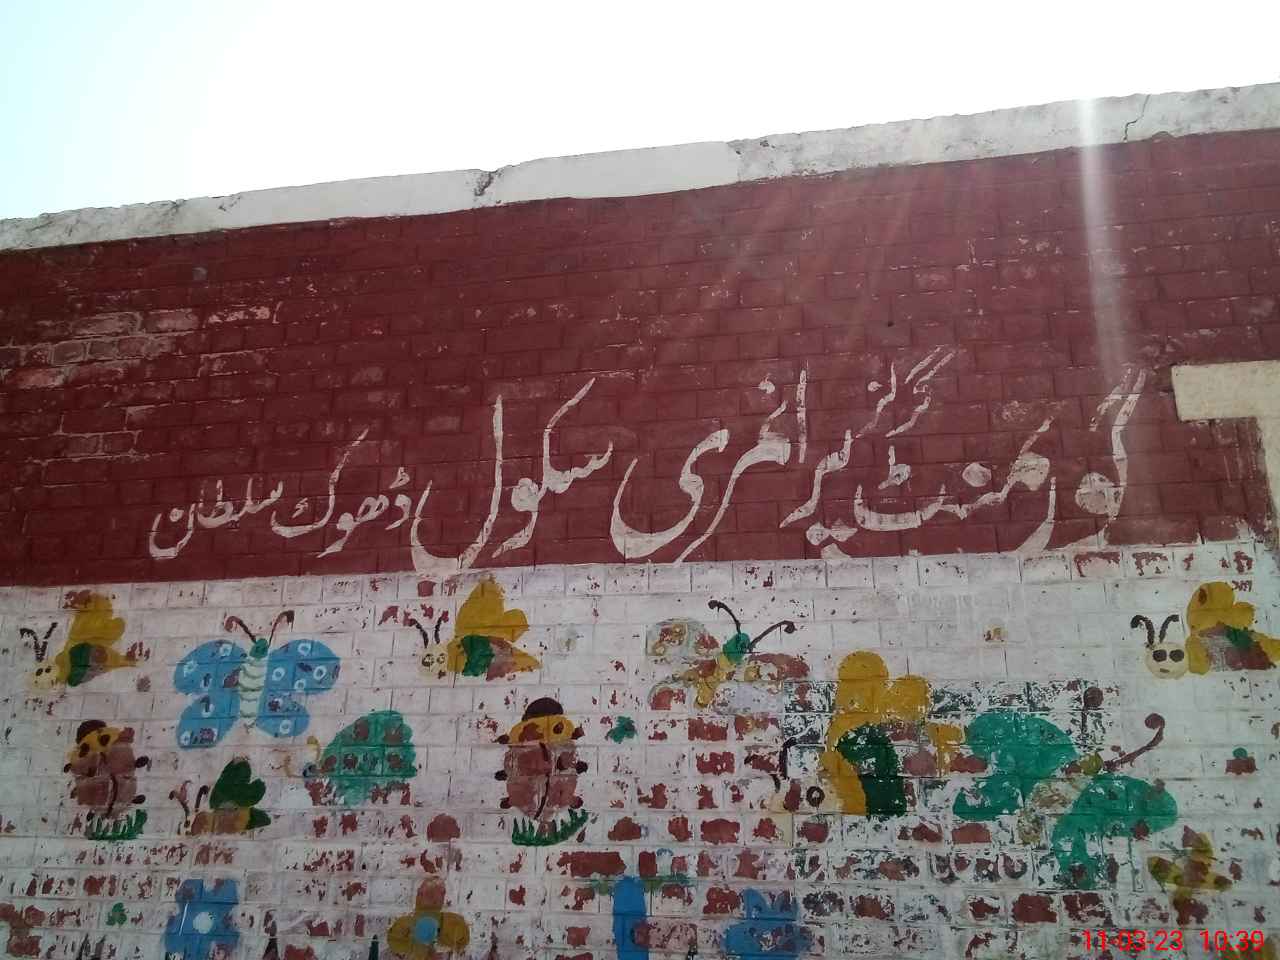 گورنمنٹ گرلز پرائمری سکول ڈھوک سلطان
11-03-23 10:39